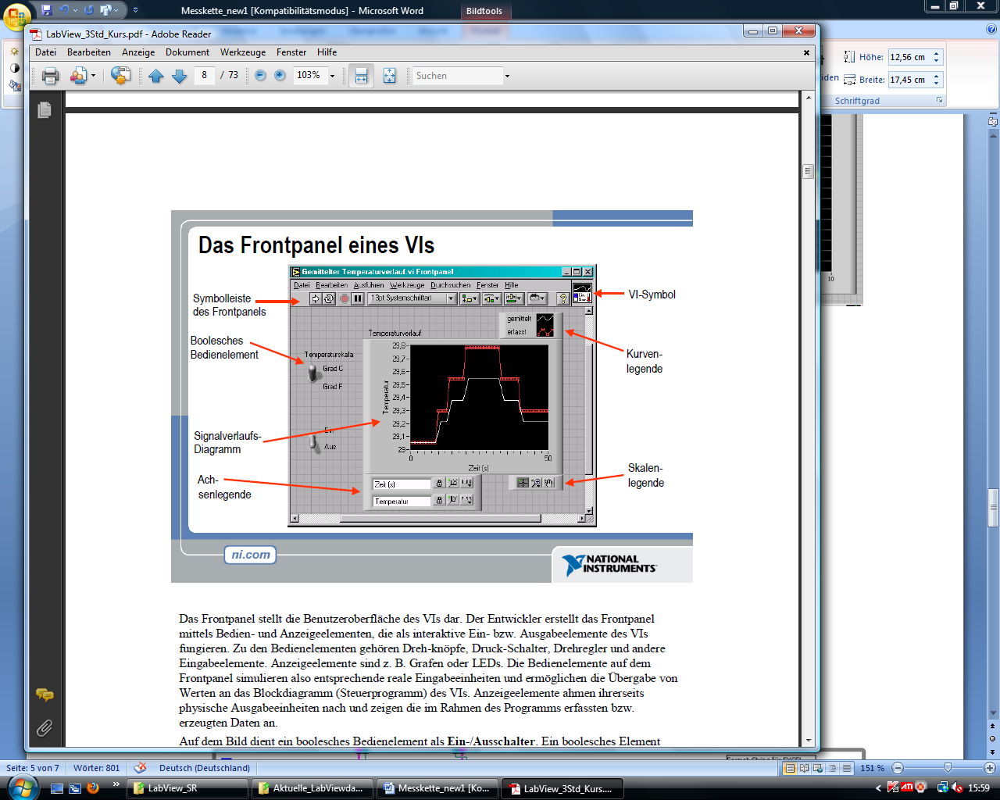 Messkette_new1 [Kompatibilitätsmodus] - Microsoft Word
Bildtools
LabView_3Std_Kurs.pdf - Adobe Reader
Datei Bearbeiten Anzeige Dokument Werkzeuge Fenster Hilfe
8 / 73
103%
Suchen
Höhe: 12,56 cm
iden
Breite: 17,45 cm
Schriftgrad
10
Das Frontpanel eines VIs
Gemittelter Temperaturverlauf.vi Frontpanel
Datei Bearbeiten Ausführen Werkzeuge Durchsuchen Fenster Hilfe
13pt Systemschriftart
Symbolleiste
des Frontpanels
VI-Symbol
gemittelt
erfasst
Boolesches
Bedienelement
Temperaturverlauf
Temperaturskala
Grad C
Grad F
Kurven-
legende
29,8
29,7
29,6
29,5
29,4
29,3
29,2
29,1
29
Temperatur
0
50
Zeit (s)
Signalverlaufs-
Diagramm
Ein
Aus
Ach-
senlegende
Zeit (s)
Temperatur
Skalen-
legende
ni.com
NATIONAL
INSTRUMENTS
Das Frontpanel stellt die Benutzeroberfläche des VIs dar. Der Entwickler erstellt das Frontpanel
mittels Bedien- und Anzeigeelementen, die als interaktive Ein- bzw. Ausgabeelemente des VIs
fungieren. Zu den Bedienelementen gehören Dreh-knöpfe, Druck-Schalter, Drehregler und andere
Eingabeelemente. Anzeigeelemente sind z. B. Grafen oder LEDs. Die Bedienelemente auf dem
Frontpanel simulieren also entsprechende reale Eingabeeinheiten und ermöglichen die Übergabe von
Werten an das Blockdiagramm (Steuerprogramm) des VIs. Anzeigeelemente ahmen ihrerseits
physische Ausgabeeinheiten nach und zeigen die im Rahmen des Programms erfassten bzw.
erzeugten Daten an.
Auf dem Bild dient ein boolesches Bedienelement als Ein-/Ausschalter. Ein boolesches Element
Seite: 5 von 7
Wörter: 801
Deutsch (Deutschland)
151 %
LabView_SR
Aktuelle_LabViewda...
Messkette_new1 [Ko...
LabView_3Std_Kurs....
15:59